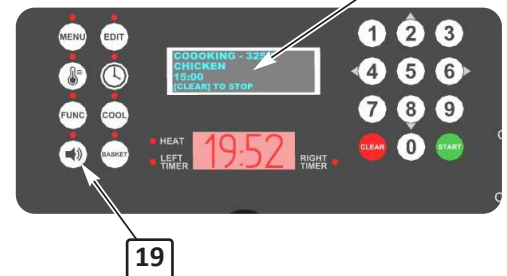 MENU EDIT
COOOKING - 325°F
CHICKEN
15:00
[CLEAR] TO STOP
FUNC COOL
BASKET
HEAT
LEFT TIMER
19:52
RIGHT TIMER
1 2 3
4 5 6
7 8 9
CLEAR 0 START
19